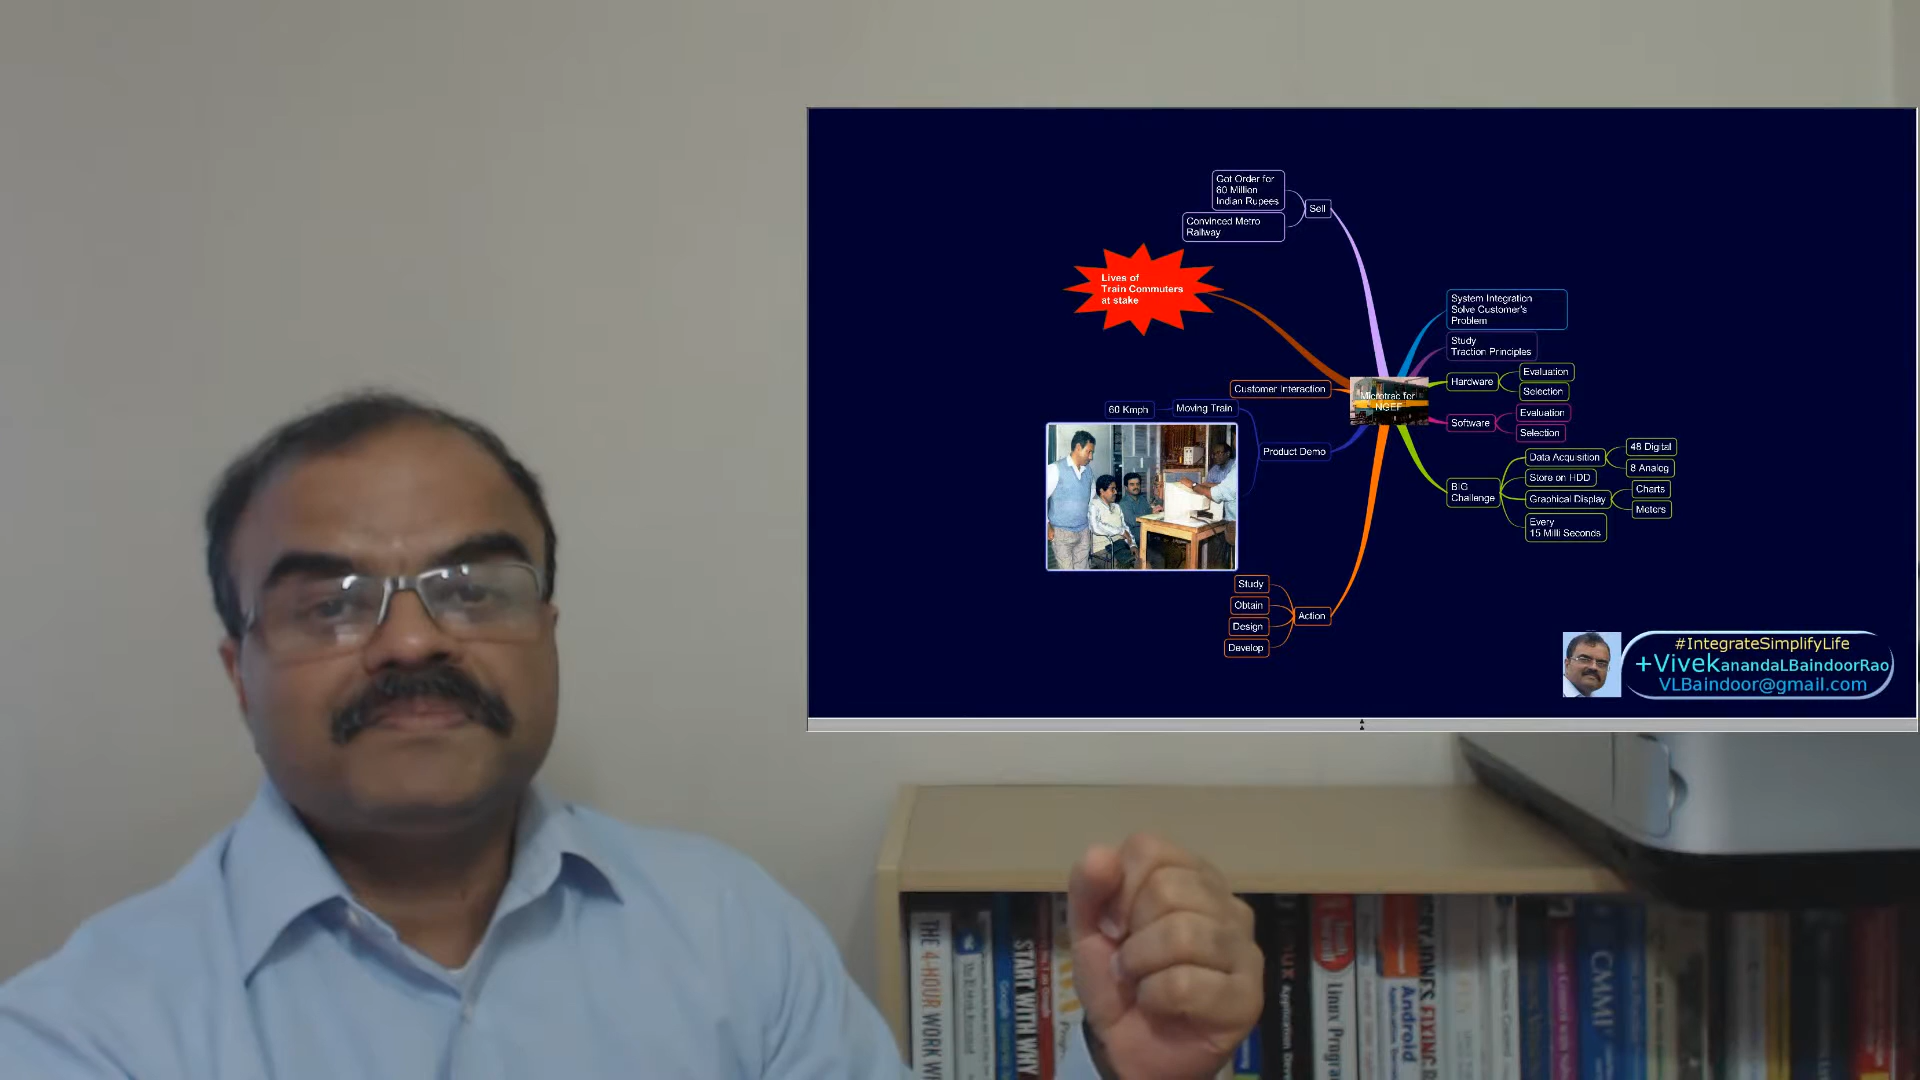 Got Order for
60 Million
Indian Rupees
Sell
Convinced Metro
Railway
Lives of
Train Commuters
at stake
Customer Interaction
60 Kmph
Moving Train
Product Demo
Study
Obtain
Design
Develop
Action
Microtrac for
NGEF
System Integration
Solve Customer's
Problem
Study
Traction Principles
Hardware
Evaluation
Selection
Software
Evaluation
Selection
BIG
Challenge
Data Acquisition
48 Digital
8 Analog
Store on HDD
Graphical Display
Charts
Meters
Every
15 Milli Seconds
#IntegrateSimplifyLife
+VivekanandaLBaindoorRao
VLBaindoor@gmail.com
THE 4-HOUR WORK
START WITH WHY
Linux Progra
Android
CMMI